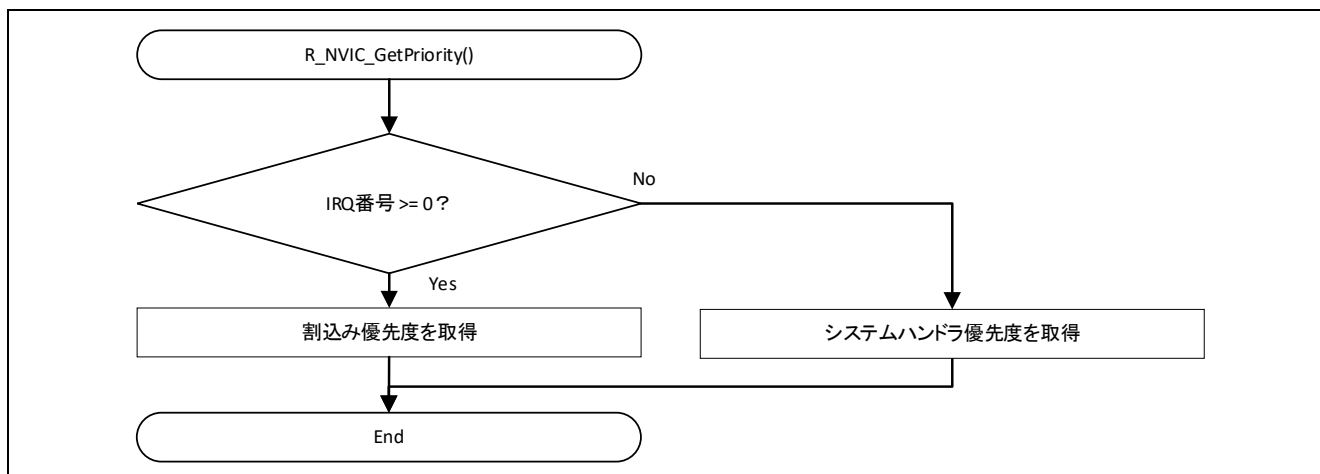 R_NVIC_GetPriority()
IRQ番号 >= 0?
No
Yes
割込み優先度を取得
システムハンドラ優先度を取得
End